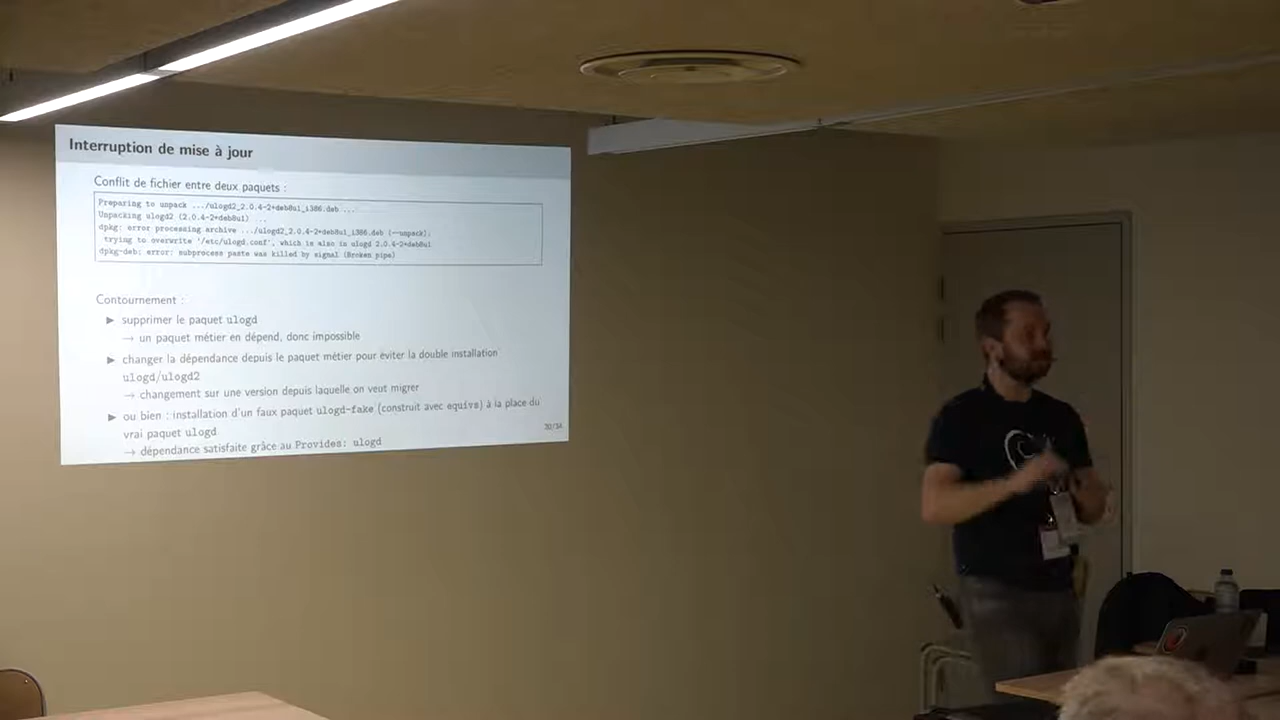 Interruption de mise à jour
Conflit de fichier entre deux paquets :
Preparing to unpack .../ulogd2_2.0.4-2+deb8u1_i386.deb ...
Unpacking ulogd2 (2.0.4-2+deb8u1) ...
dpkg: error processing archive .../ulogd2_2.0.4-2+deb8u1_i386.deb (--unpack):
trying to overwrite '/etc/ulogd.conf', which is also in ulogd 2.0.4-2+deb8u1
dpkg-deb: error: subprocess paste was killed by signal (Broken pipe)
Contournement :
▶ supprimer le paquet ulogd
→ un paquet métier en dépend, donc impossible
▶ changer la dépendance depuis le paquet métier pour éviter la double installation
ulogd/ulogd2
→ changement sur une version depuis laquelle on veut migrer
▶ ou bien : installation d'un faux paquet ulogd-fake (construit avec equivs) à la place du
vrai paquet ulogd
→ dépendance satisfaite grâce au Provides: ulogd
30/34